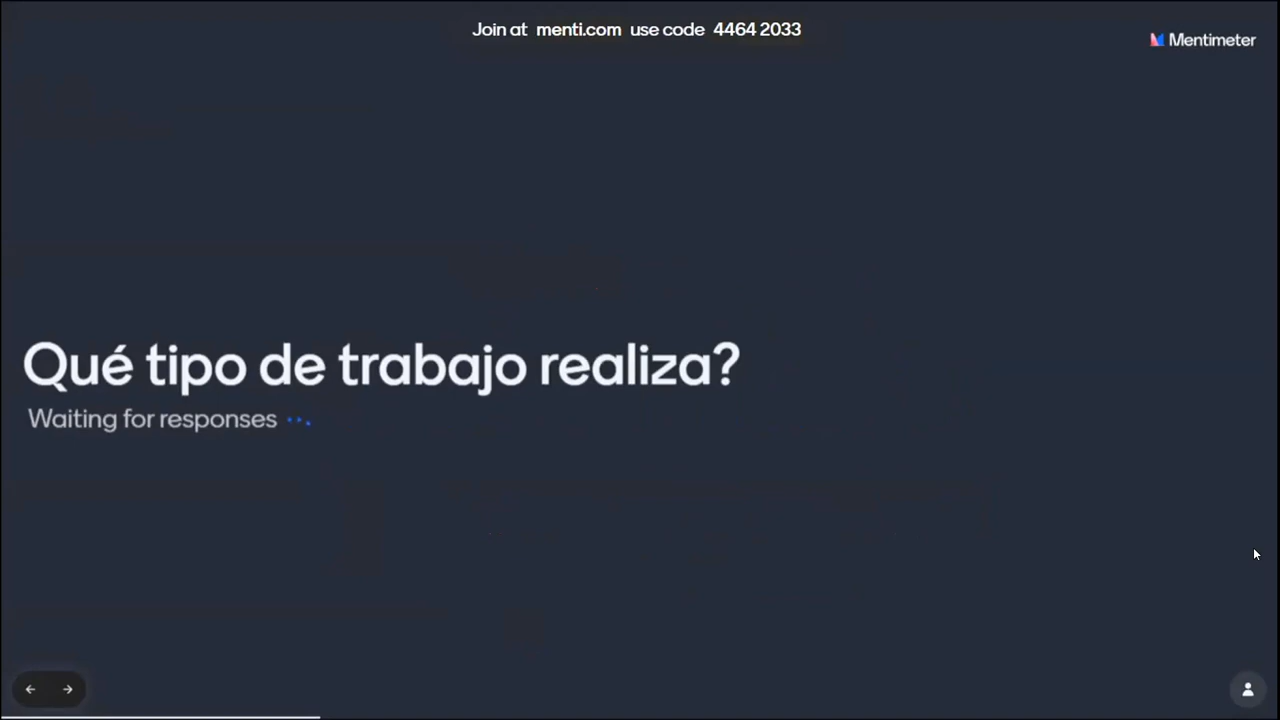 Join at menti.com use code 4464 2033
Mentimeter
Qué tipo de trabajo realiza?
Waiting for responses